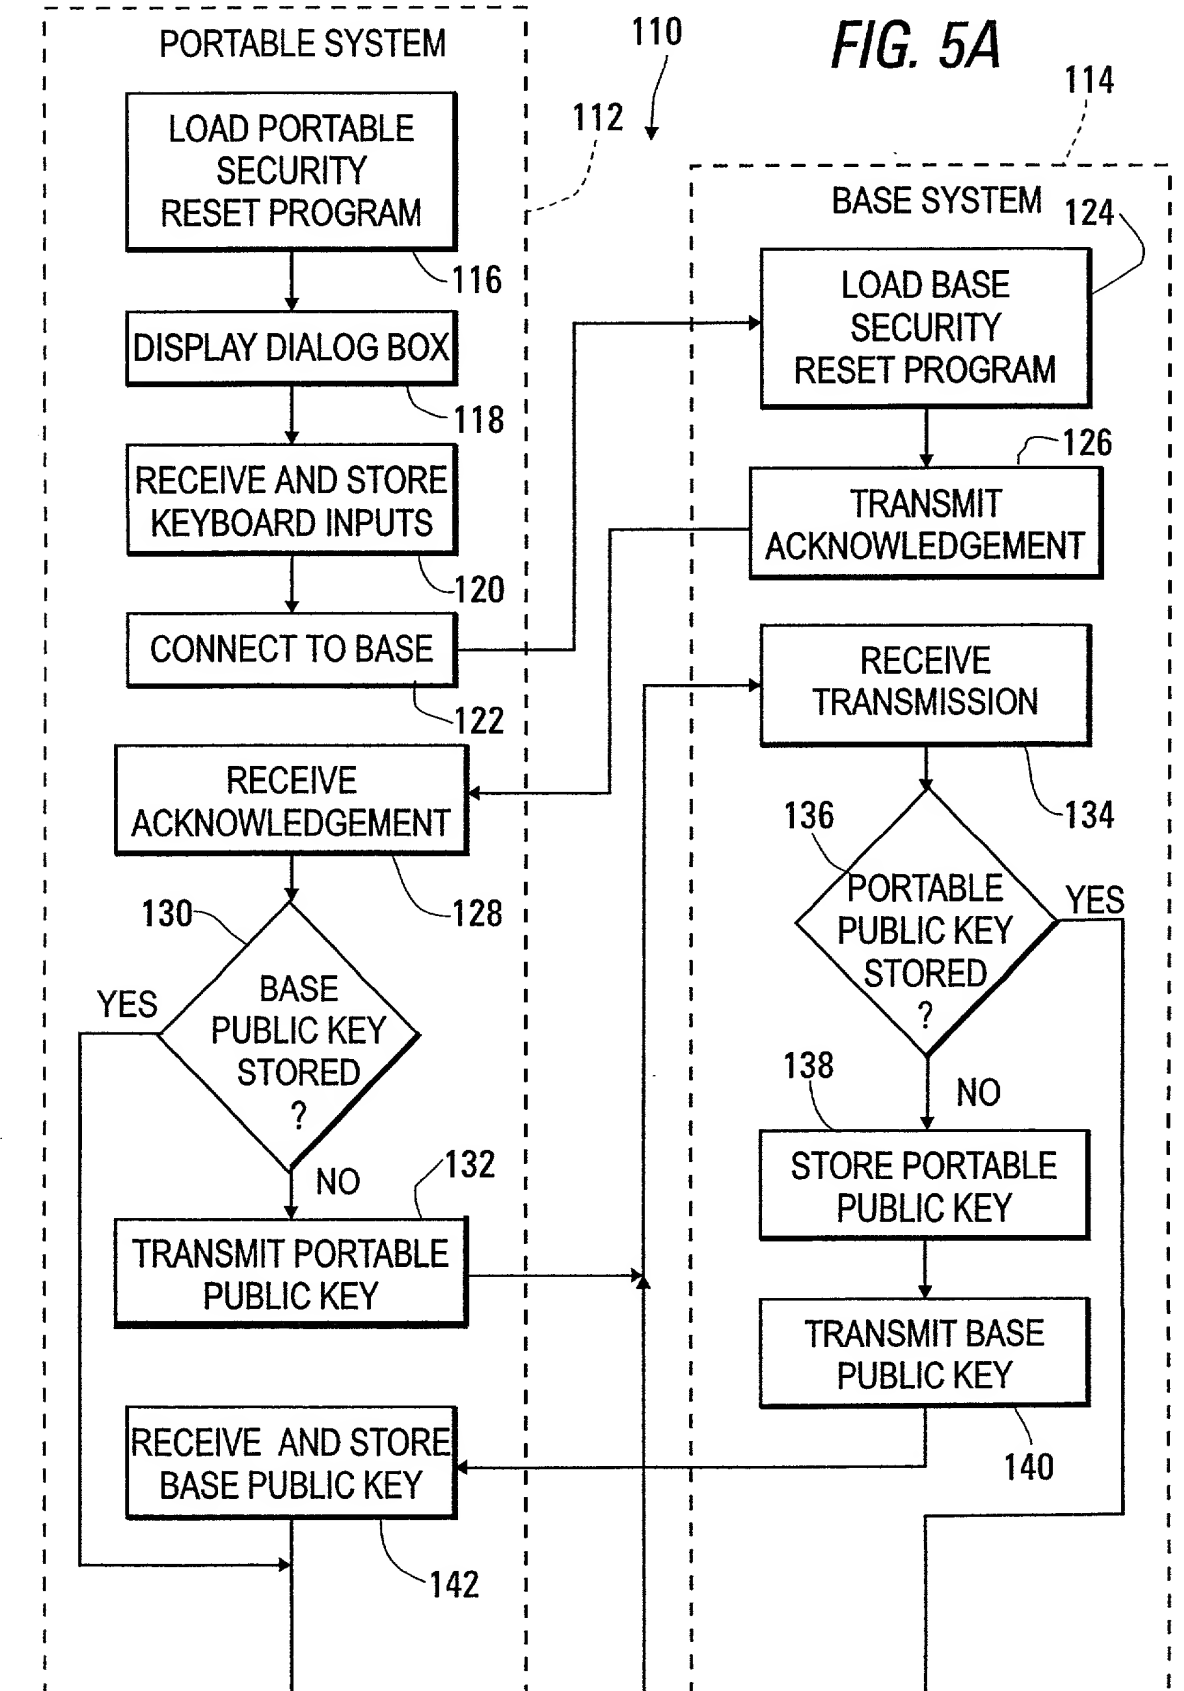 FIG. 5A
110
PORTABLE SYSTEM
112
LOAD PORTABLE
SECURITY
RESET PROGRAM
116
DISPLAY DIALOG BOX
118
RECEIVE AND STORE
KEYBOARD INPUTS
120
CONNECT TO BASE
122
RECEIVE
ACKNOWLEDGEMENT
128
130
BASE
PUBLIC KEY
STORED
?
YES
NO
132
TRANSMIT PORTABLE
PUBLIC KEY
RECEIVE AND STORE
BASE PUBLIC KEY
142
114
BASE SYSTEM
124
LOAD BASE
SECURITY
RESET PROGRAM
126
TRANSMIT
ACKNOWLEDGEMENT
RECEIVE
TRANSMISSION
134
136
PORTABLE
PUBLIC KEY
STORED
?
YES
NO
138
STORE PORTABLE
PUBLIC KEY
TRANSMIT BASE
PUBLIC KEY
140